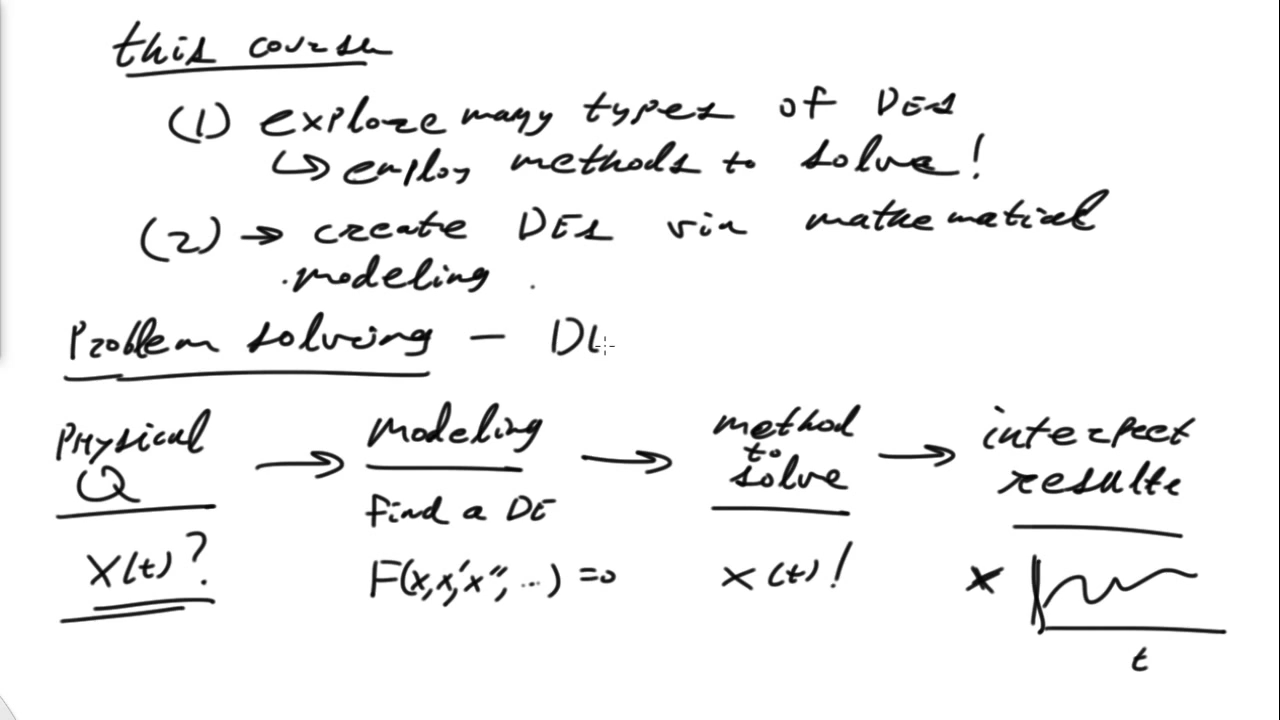 this course
(1) explore many types of DEs
↳ employ methods to solve!
(2) → create DEs via mathematical
modeling.
Problem solving — D
Physical Q → modeling → method to solve → interpret results
find a DE
X(t)? F(x,x',x'',...) = 0 x(t)! x
t